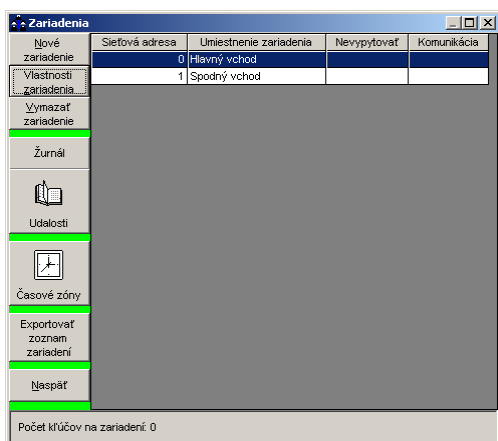 Zariadenia
Nové
zariadenie
Vlastnosti
zariadenia
Vymazať
zariadenie
Žurnál
Udalosti
Časové zóny
Exportovať
zoznam
zariadení
Naspäť
Sieťová adresa Umiestnenie zariadenia Nevypytovať Komunikácia
0 Hlavný vchod
1 Spodný vchod
Počet kľúčov na zariadení: 0